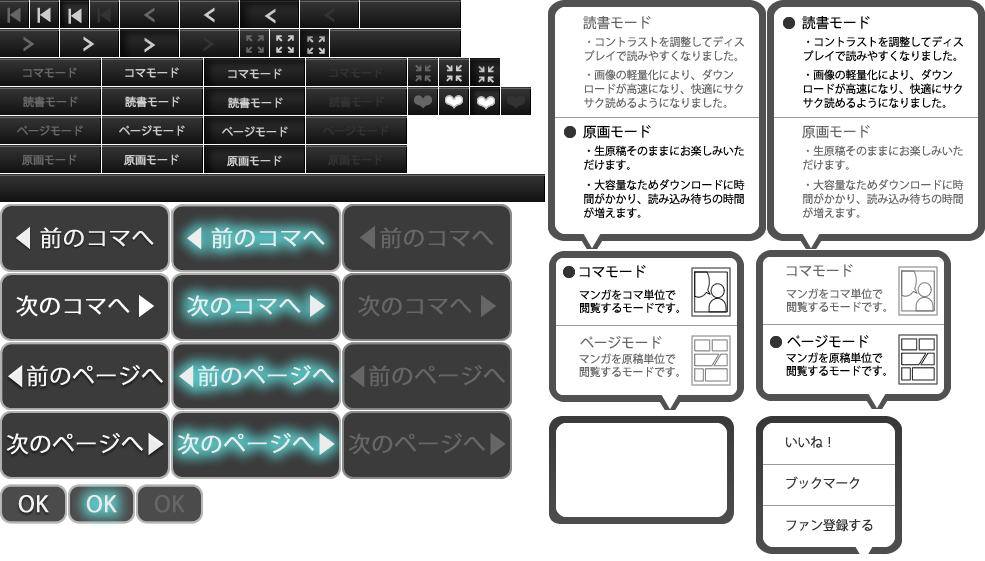 コマモード コマモード コマモード コマモード
読書モード 読書モード 読書モード 読書モード
ページモード ページモード ページモード ページモード
原画モード 原画モード 原画モード 原画モード
前のコマへ 前のコマへ 前のコマへ
次のコマへ 次のコマへ 次のコマへ
前のページへ 前のページへ 前のページへ
次のページへ 次のページへ 次のページへ
OK OK OK
読書モード
・コントラストを調整してディス
プレイで読みやすくなりました。
・画像の軽量化により、ダウン
ロードが高速になり、快適にサク
サク読めるようになりました。
原画モード
・生原稿そのままにお楽しみいた
だけます。
・大容量なためダウンロードに時
間がかかり、読み込み待ちの時間
が増えます。
読書モード
・コントラストを調整してディス
プレイで読みやすくなりました。
・画像の軽量化により、ダウン
ロードが高速になり、快適にサク
サク読めるようになりました。
原画モード
・生原稿そのままにお楽しみいた
だけます。
・大容量なためダウンロードに時
間がかかり、読み込み待ちの時間
が増えます。
コマモード
マンガをコマ単位で
閲覧するモードです。
ページモード
マンガを原稿単位で
閲覧するモードです。
コマモード
マンガをコマ単位で
閲覧するモードです。
ページモード
マンガを原稿単位で
閲覧するモードです。
いいね！
ブックマーク
ファン登録する